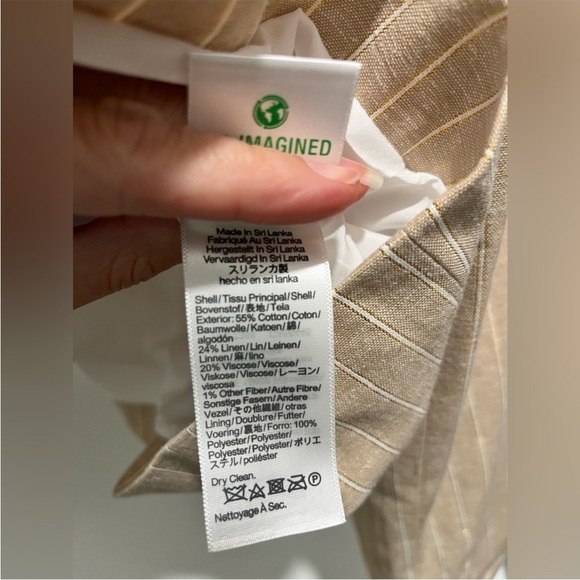 IMAGINED
Made In Sri Lanka
Fabriqué Au Sri Lanka
Hergestellt In Sri Lanka
Vervaardigd In Sri Lanka
スリランカ製
hecho en sri lanka
Shell/Tissu Principal/Shell/
Bovenstof/表地/Tela
Exterior: 55% Cotton/Coton/
Baumwolle/Katoen/綿/
algodón
24% Linen/Lin/Leinen/
Linnen/麻/lino
20% Viscose/Viscose/
Viskose/Viscose/レーヨン/
viscosa
1% Other Fiber/Autre Fibre/
Sonstige Fasern/Andere
Vezel/その他繊維/otras
Lining/Doublure/Futter/
Voering/裏地/Forro: 100%
Polyester/Polyester/
Polyester/Polyester/ポリエ
ステル/poliéster
Dry Clean.
P
Nettoyage À Sec.